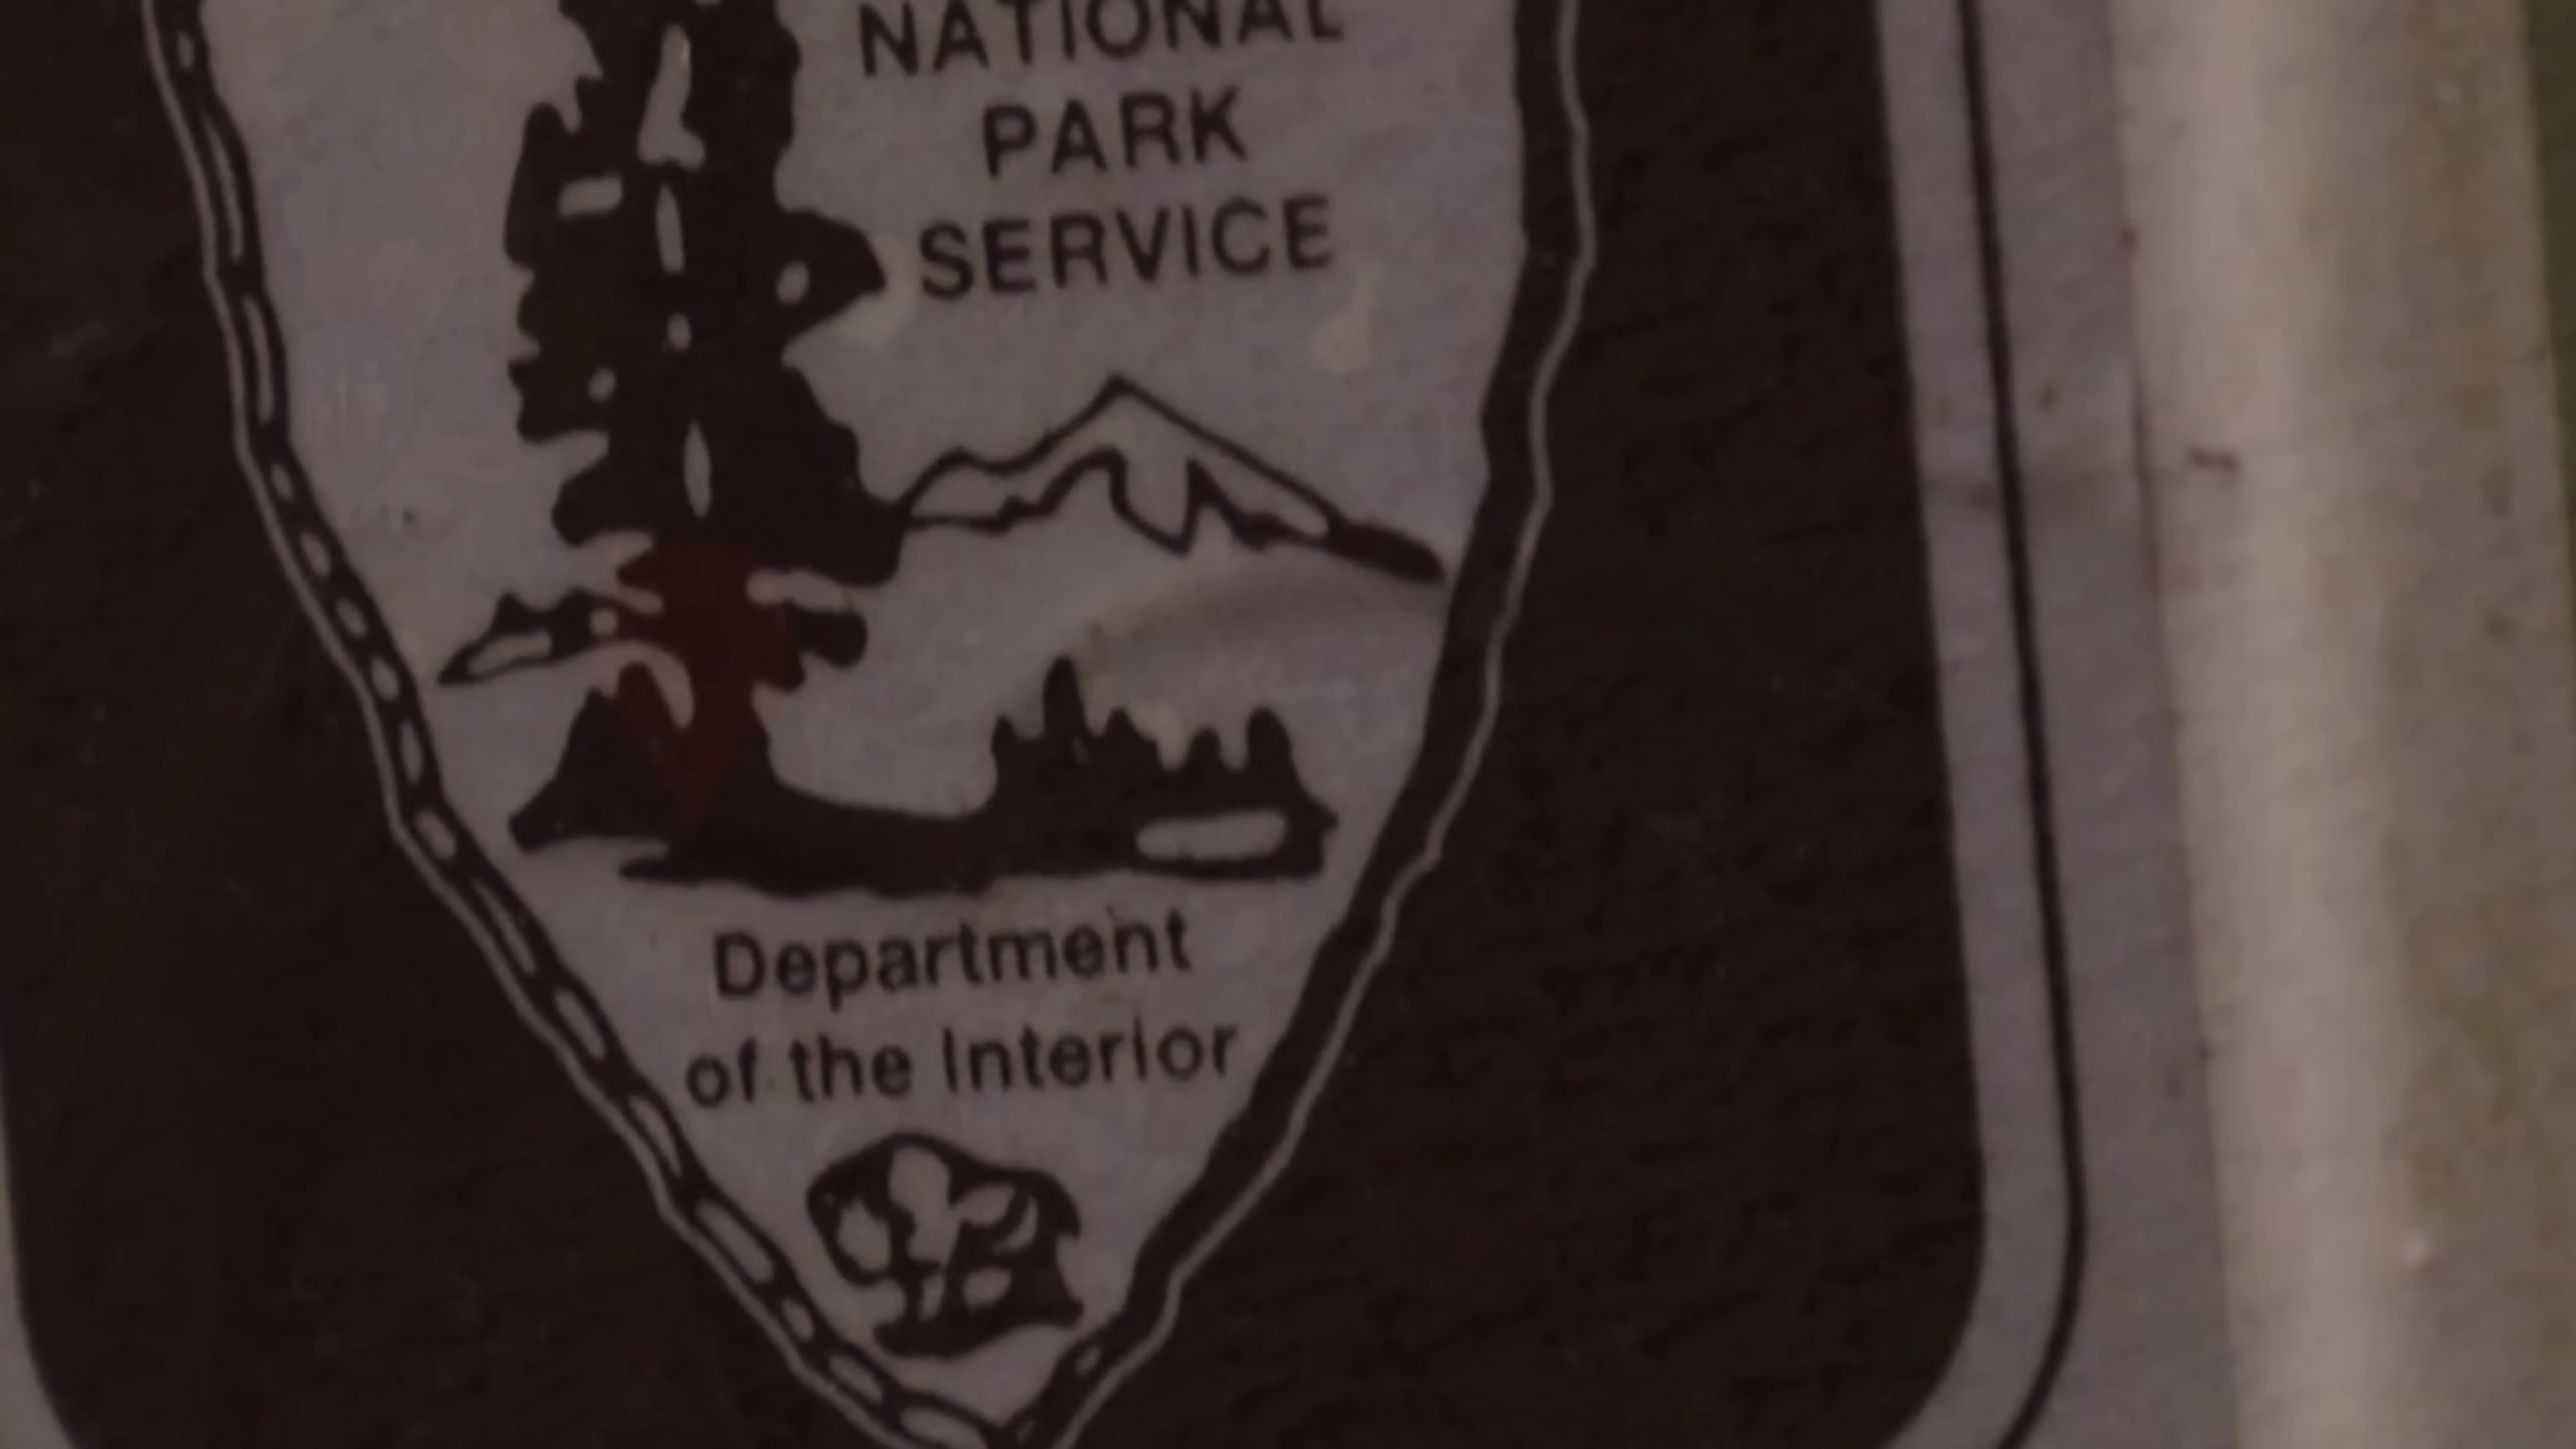 NATIONAL
PARK
SERVICE
Department
of the Interior